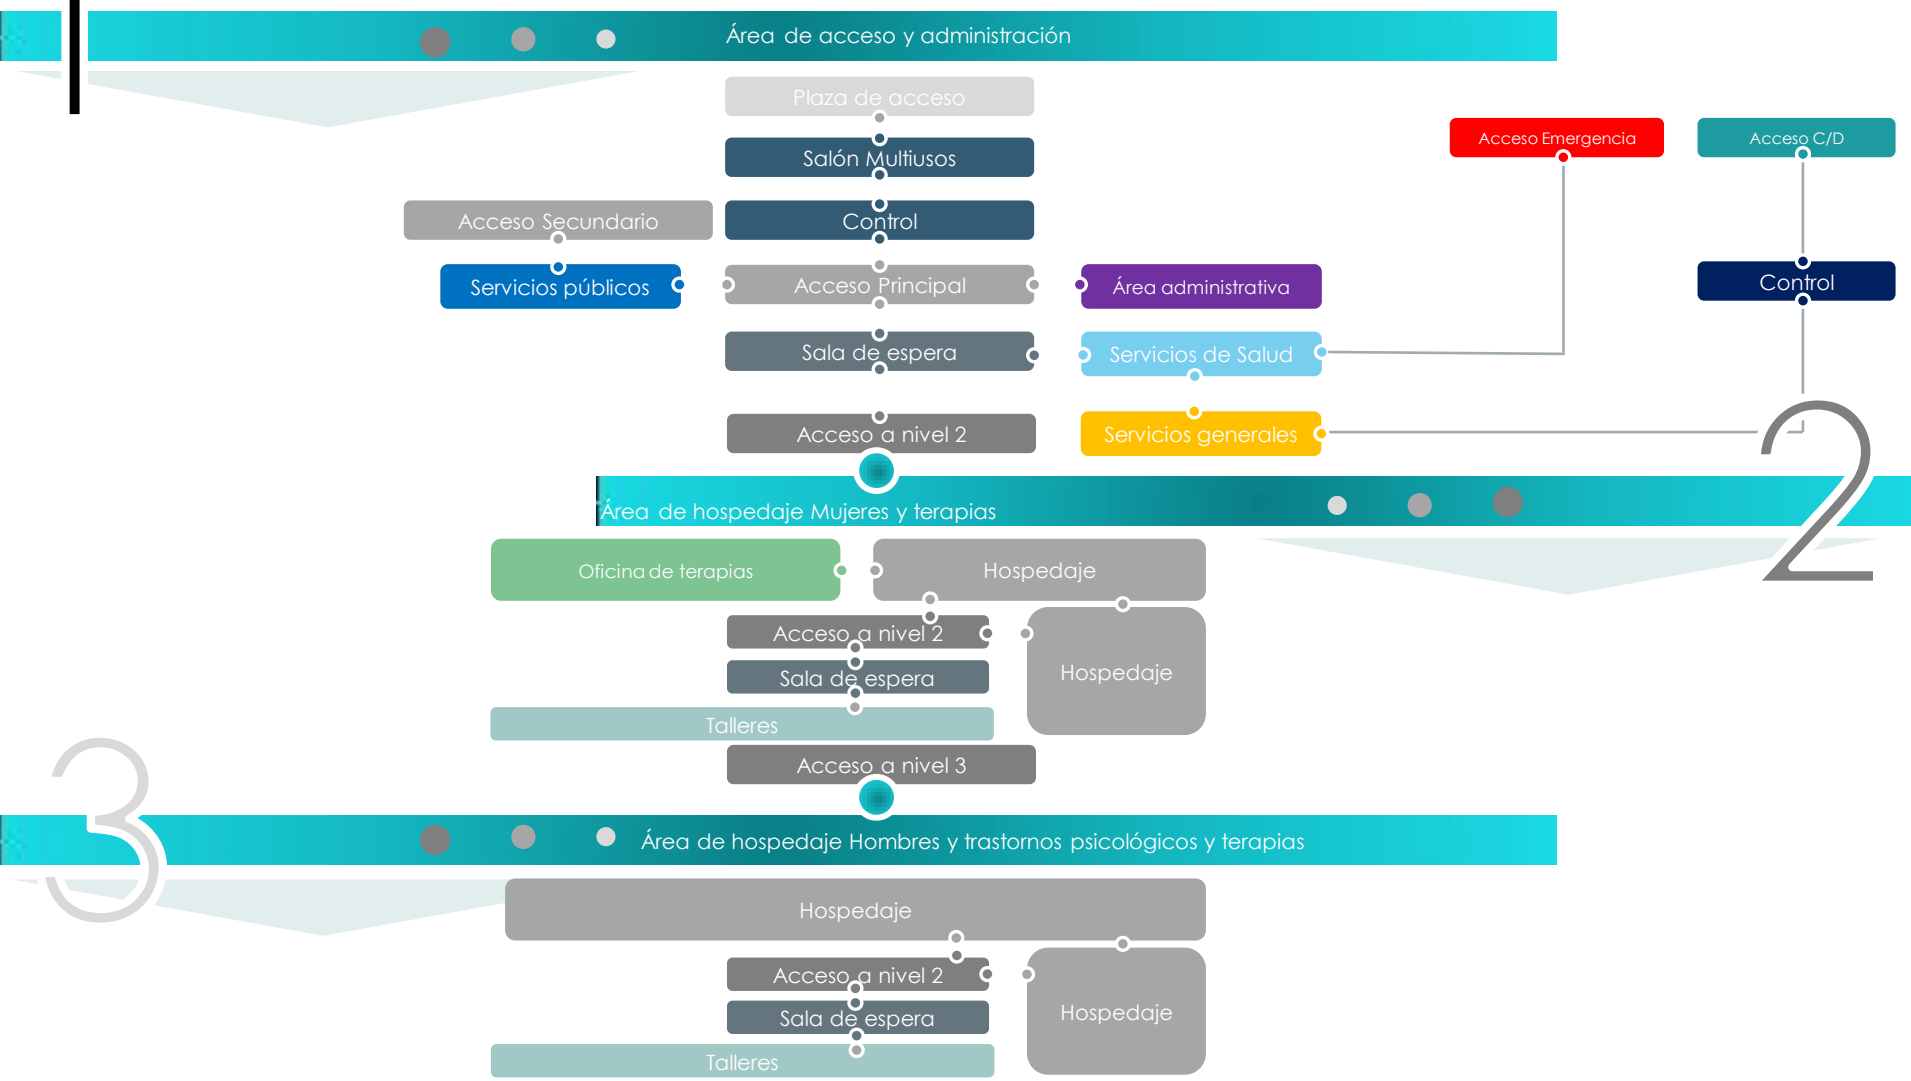 1
Área de acceso y administración
Plaza de acceso
Acceso Emergencia
Acceso C/D
Salón Multiusos
Acceso Secundario
Control
Servicios públicos
Acceso Principal
Área administrativa
Control
Sala de espera
Servicios de Salud
Acceso a nivel 2
Servicios generales
2
Área de hospedaje Mujeres y terapias
Oficina de terapias
Hospedaje
Acceso a nivel 2
Sala de espera
Hospedaje
Talleres
Acceso a nivel 3
3
Área de hospedaje Hombres y trastornos psicológicos y terapias
Hospedaje
Acceso a nivel 2
Sala de espera
Hospedaje
Talleres